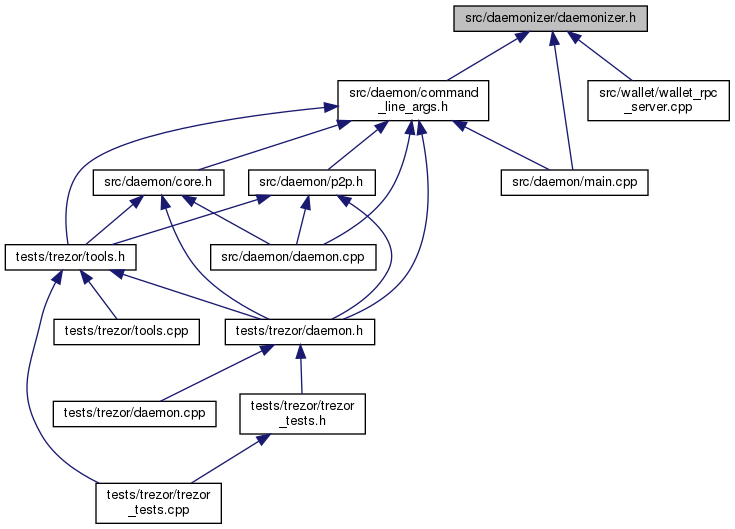 src/daemonizer/daemonizer.h
src/daemon/command
_line_args.h
src/wallet/wallet_rpc
_server.cpp
src/daemon/core.h
src/daemon/p2p.h
src/daemon/main.cpp
tests/trezor/tools.h
src/daemon/daemon.cpp
tests/trezor/tools.cpp
tests/trezor/daemon.h
tests/trezor/daemon.cpp
tests/trezor/trezor
_tests.h
tests/trezor/trezor
_tests.cpp